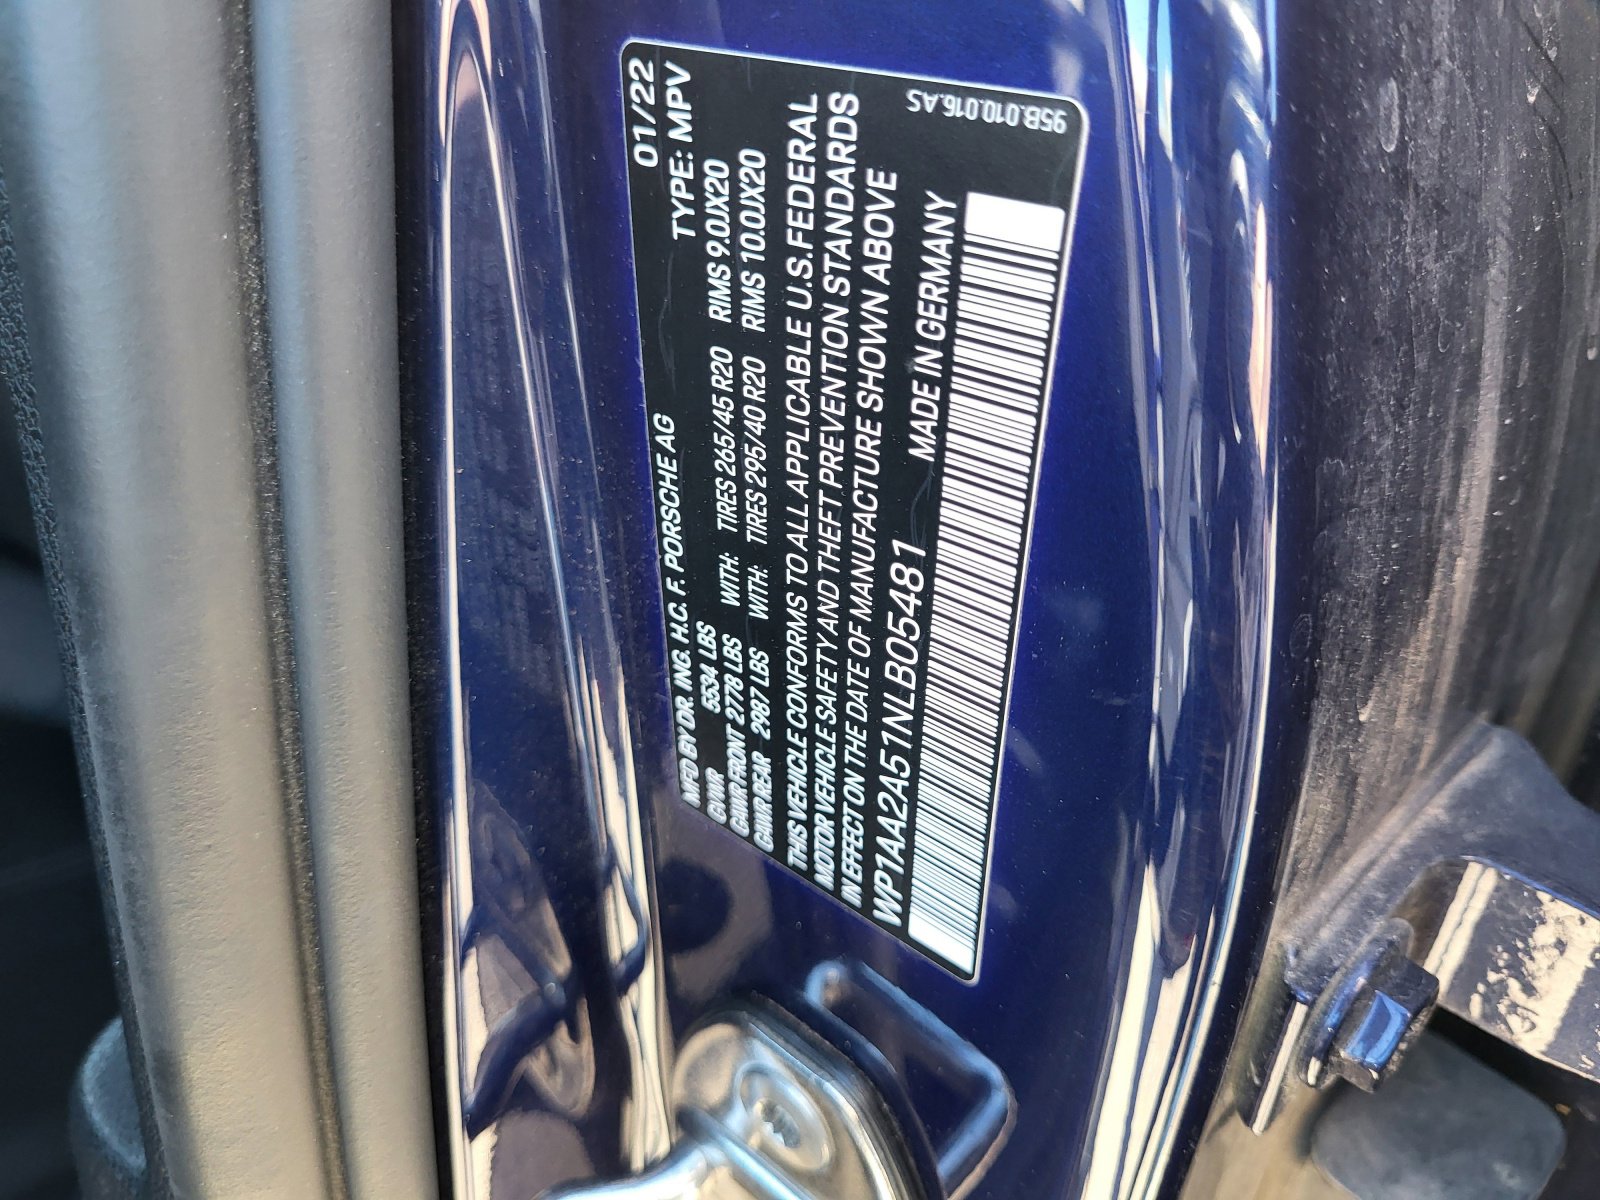 MFD BY DR. ING. H.C. F. PORSCHE AG 01/22
GVWR 5534 LBS TYPE: MPV
GAWR FRONT 2778 LBS WITH: TIRES 265/45 R20 RIMS 9.0JX20
GAWR REAR 2987 LBS WITH: TIRES 295/40 R20 RIMS 10.0JX20
THIS VEHICLE CONFORMS TO ALL APPLICABLE U.S.FEDERAL
MOTOR VEHICLE SAFETY AND THEFT PREVENTION STANDARDS
IN EFFECT ON THE DATE OF MANUFACTURE SHOWN ABOVE
WP1AA2A51NLB05481 MADE IN GERMANY
95B.010.016.AS